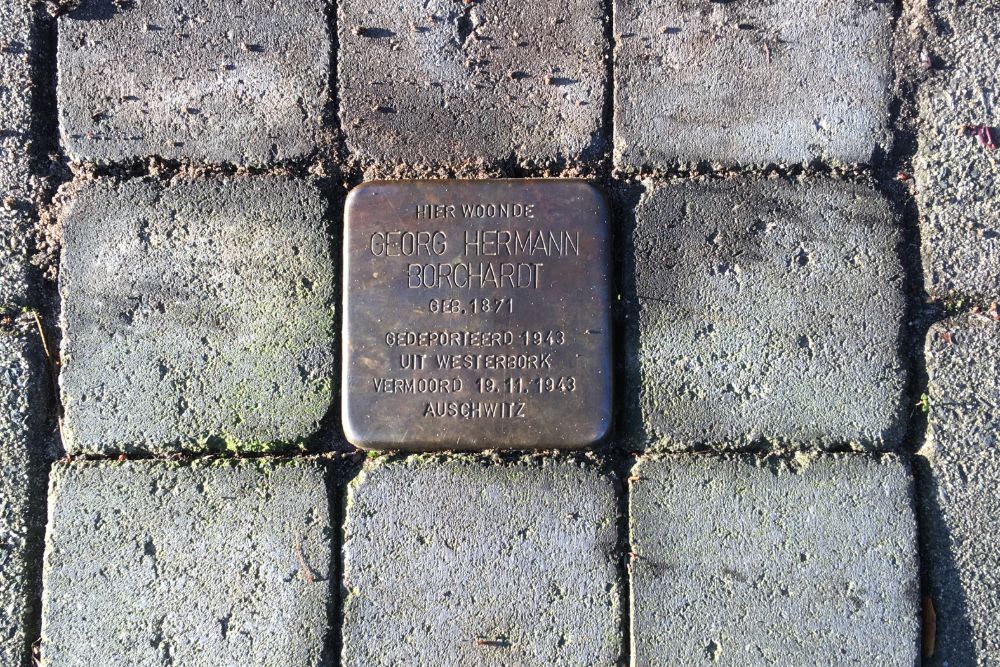 HIER WOONDE
GEORG HERMANN
BORCHARDT
GEB. 1871
GEDEPORTEERD 1943
UIT WESTERBORK
VERMOORD 19.11.1943
AUSCHWITZ